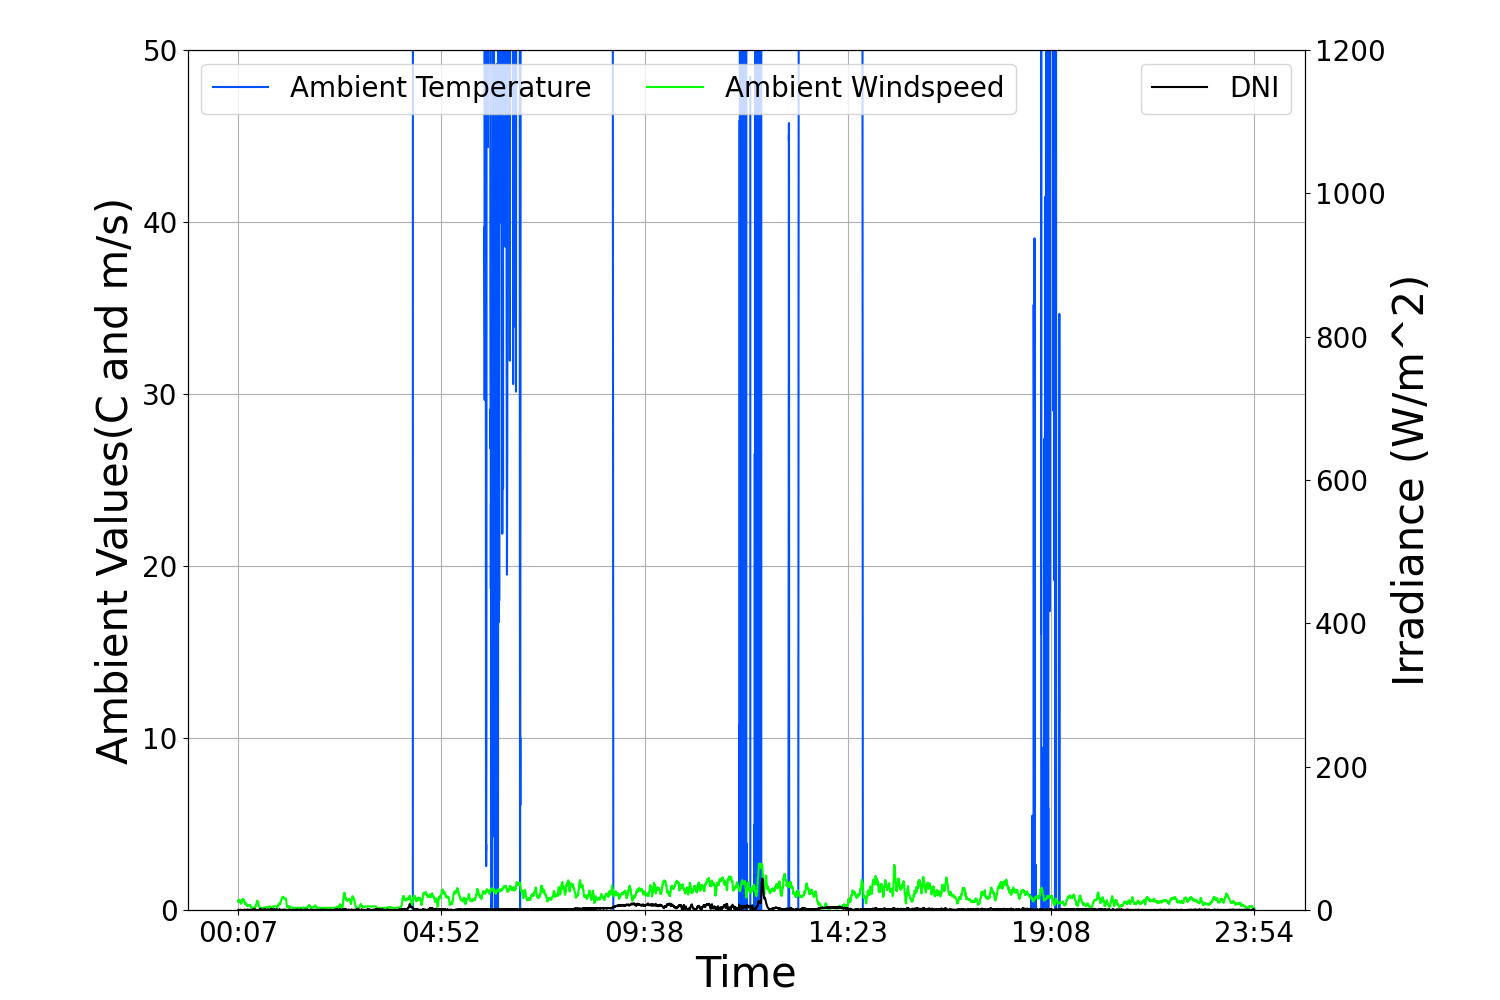 Ambient Temperature
Ambient Windspeed
DNI
Ambient Values(C and m/s)
50
40
30
20
10
0
1200
1000
800
600
400
200
0
Irradiance (W/m^2)
00:07 04:52 09:38 14:23 19:08 23:54
Time